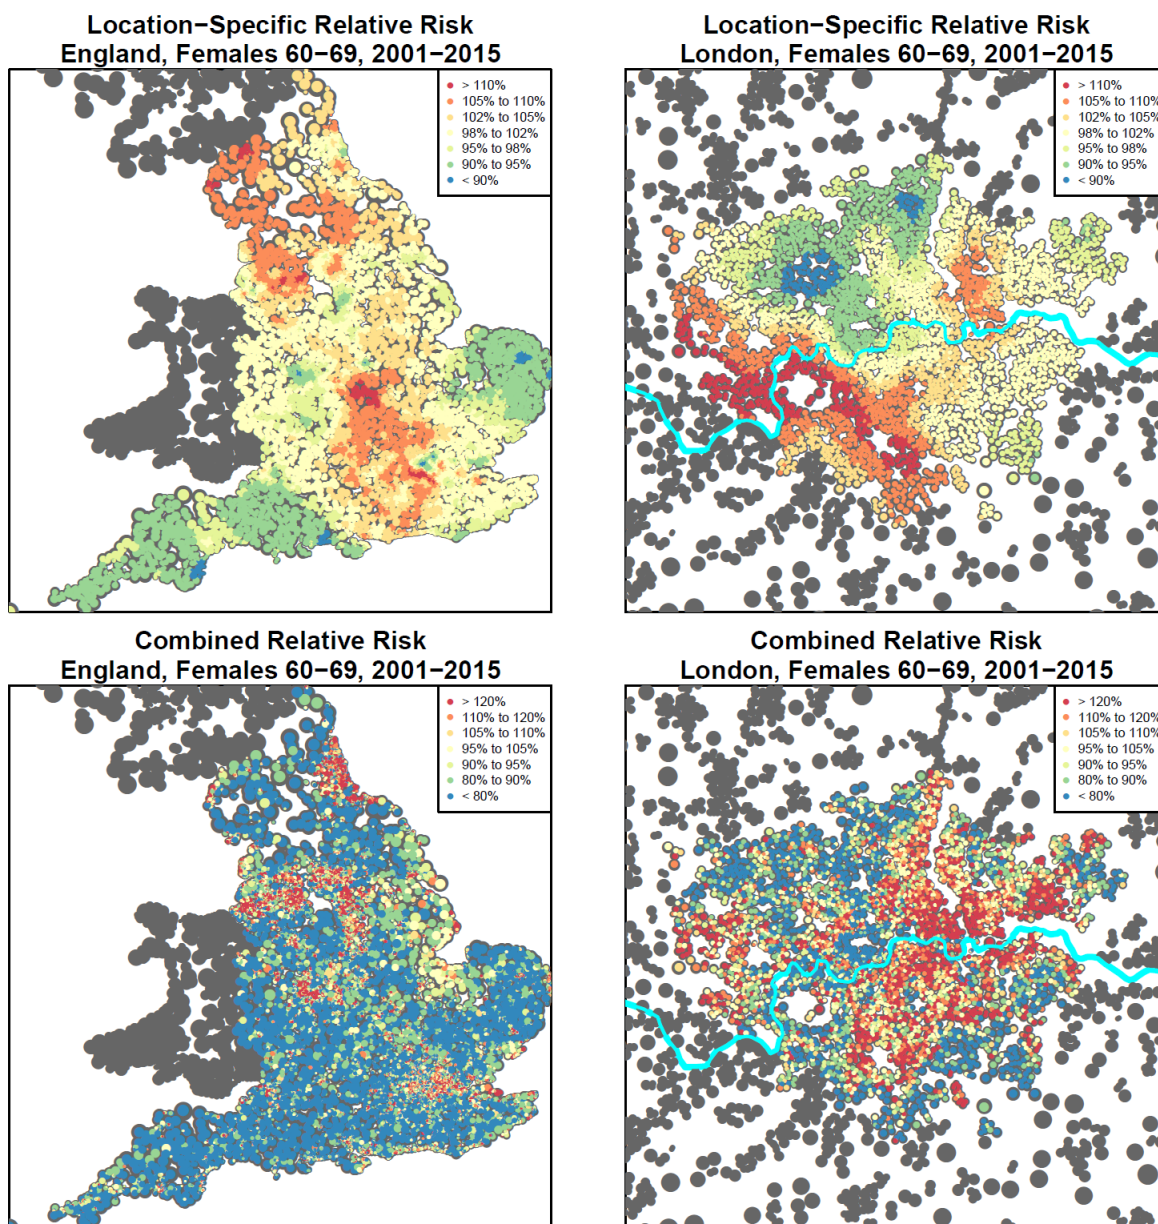 Location−Specific Relative Risk
England, Females 60−69, 2001−2015
> 110%
105% to 110%
102% to 105%
98% to 102%
95% to 98%
90% to 95%
< 90%
Location−Specific Relative Risk
London, Females 60−69, 2001−2015
> 110%
105% to 110%
102% to 105%
98% to 102%
95% to 98%
90% to 95%
< 90%
Combined Relative Risk
England, Females 60−69, 2001−2015
> 120%
110% to 120%
105% to 110%
95% to 105%
90% to 95%
80% to 90%
< 80%
Combined Relative Risk
London, Females 60−69, 2001−2015
> 120%
110% to 120%
105% to 110%
95% to 105%
90% to 95%
80% to 90%
< 80%